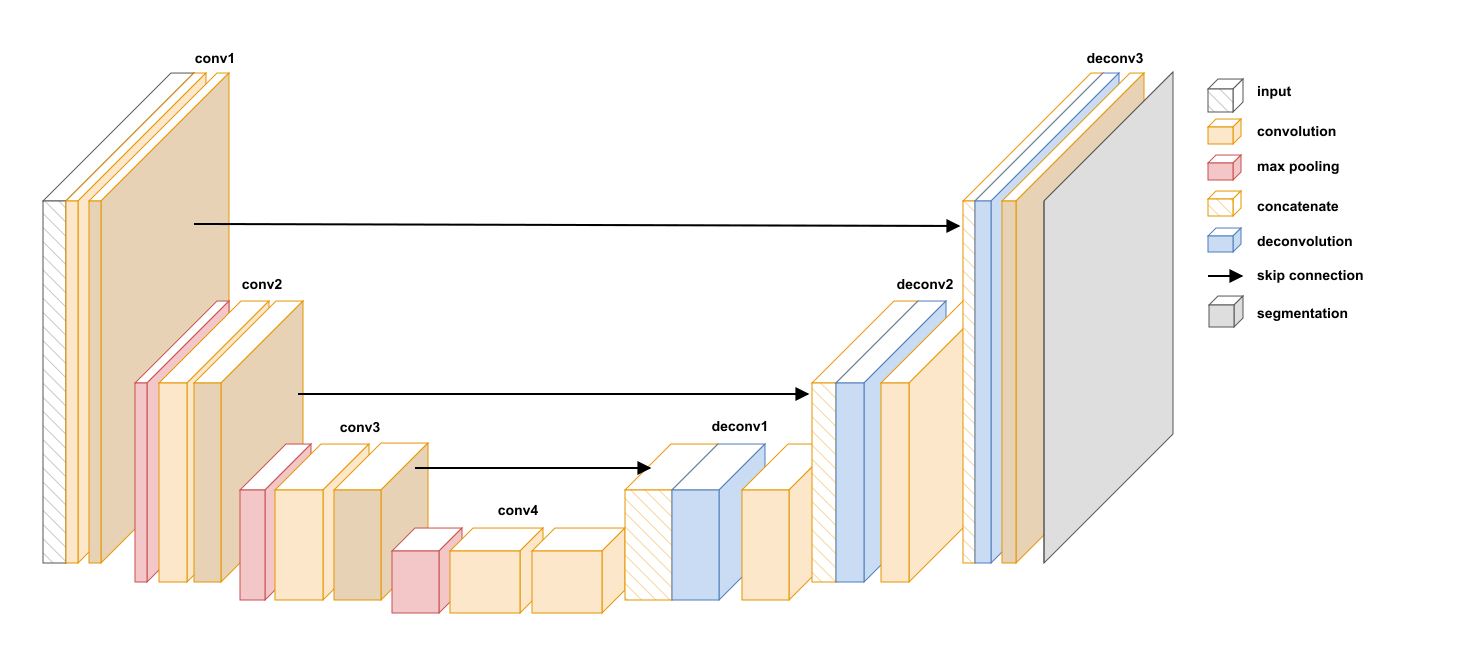 conv1
deconv3
input
convolution
max pooling
concatenate
deconvolution
skip connection
segmentation
conv2
deconv2
conv3
deconv1
conv4